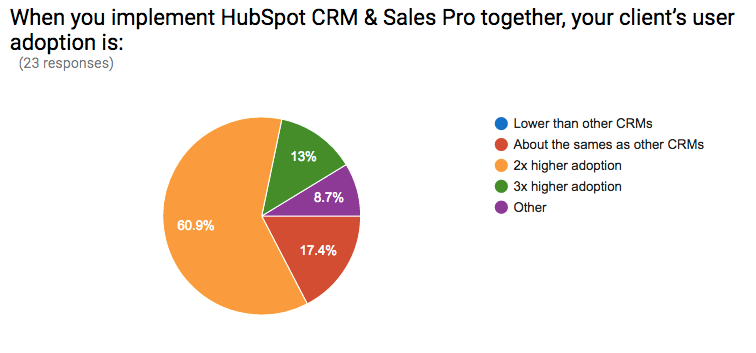 When you implement HubSpot CRM & Sales Pro together, your client's user
adoption is:
(23 responses)
13%
8.7%
60.9%
17.4%
Lower than other CRMs
About the sames as other CRMs
2x higher adoption
3x higher adoption
Other